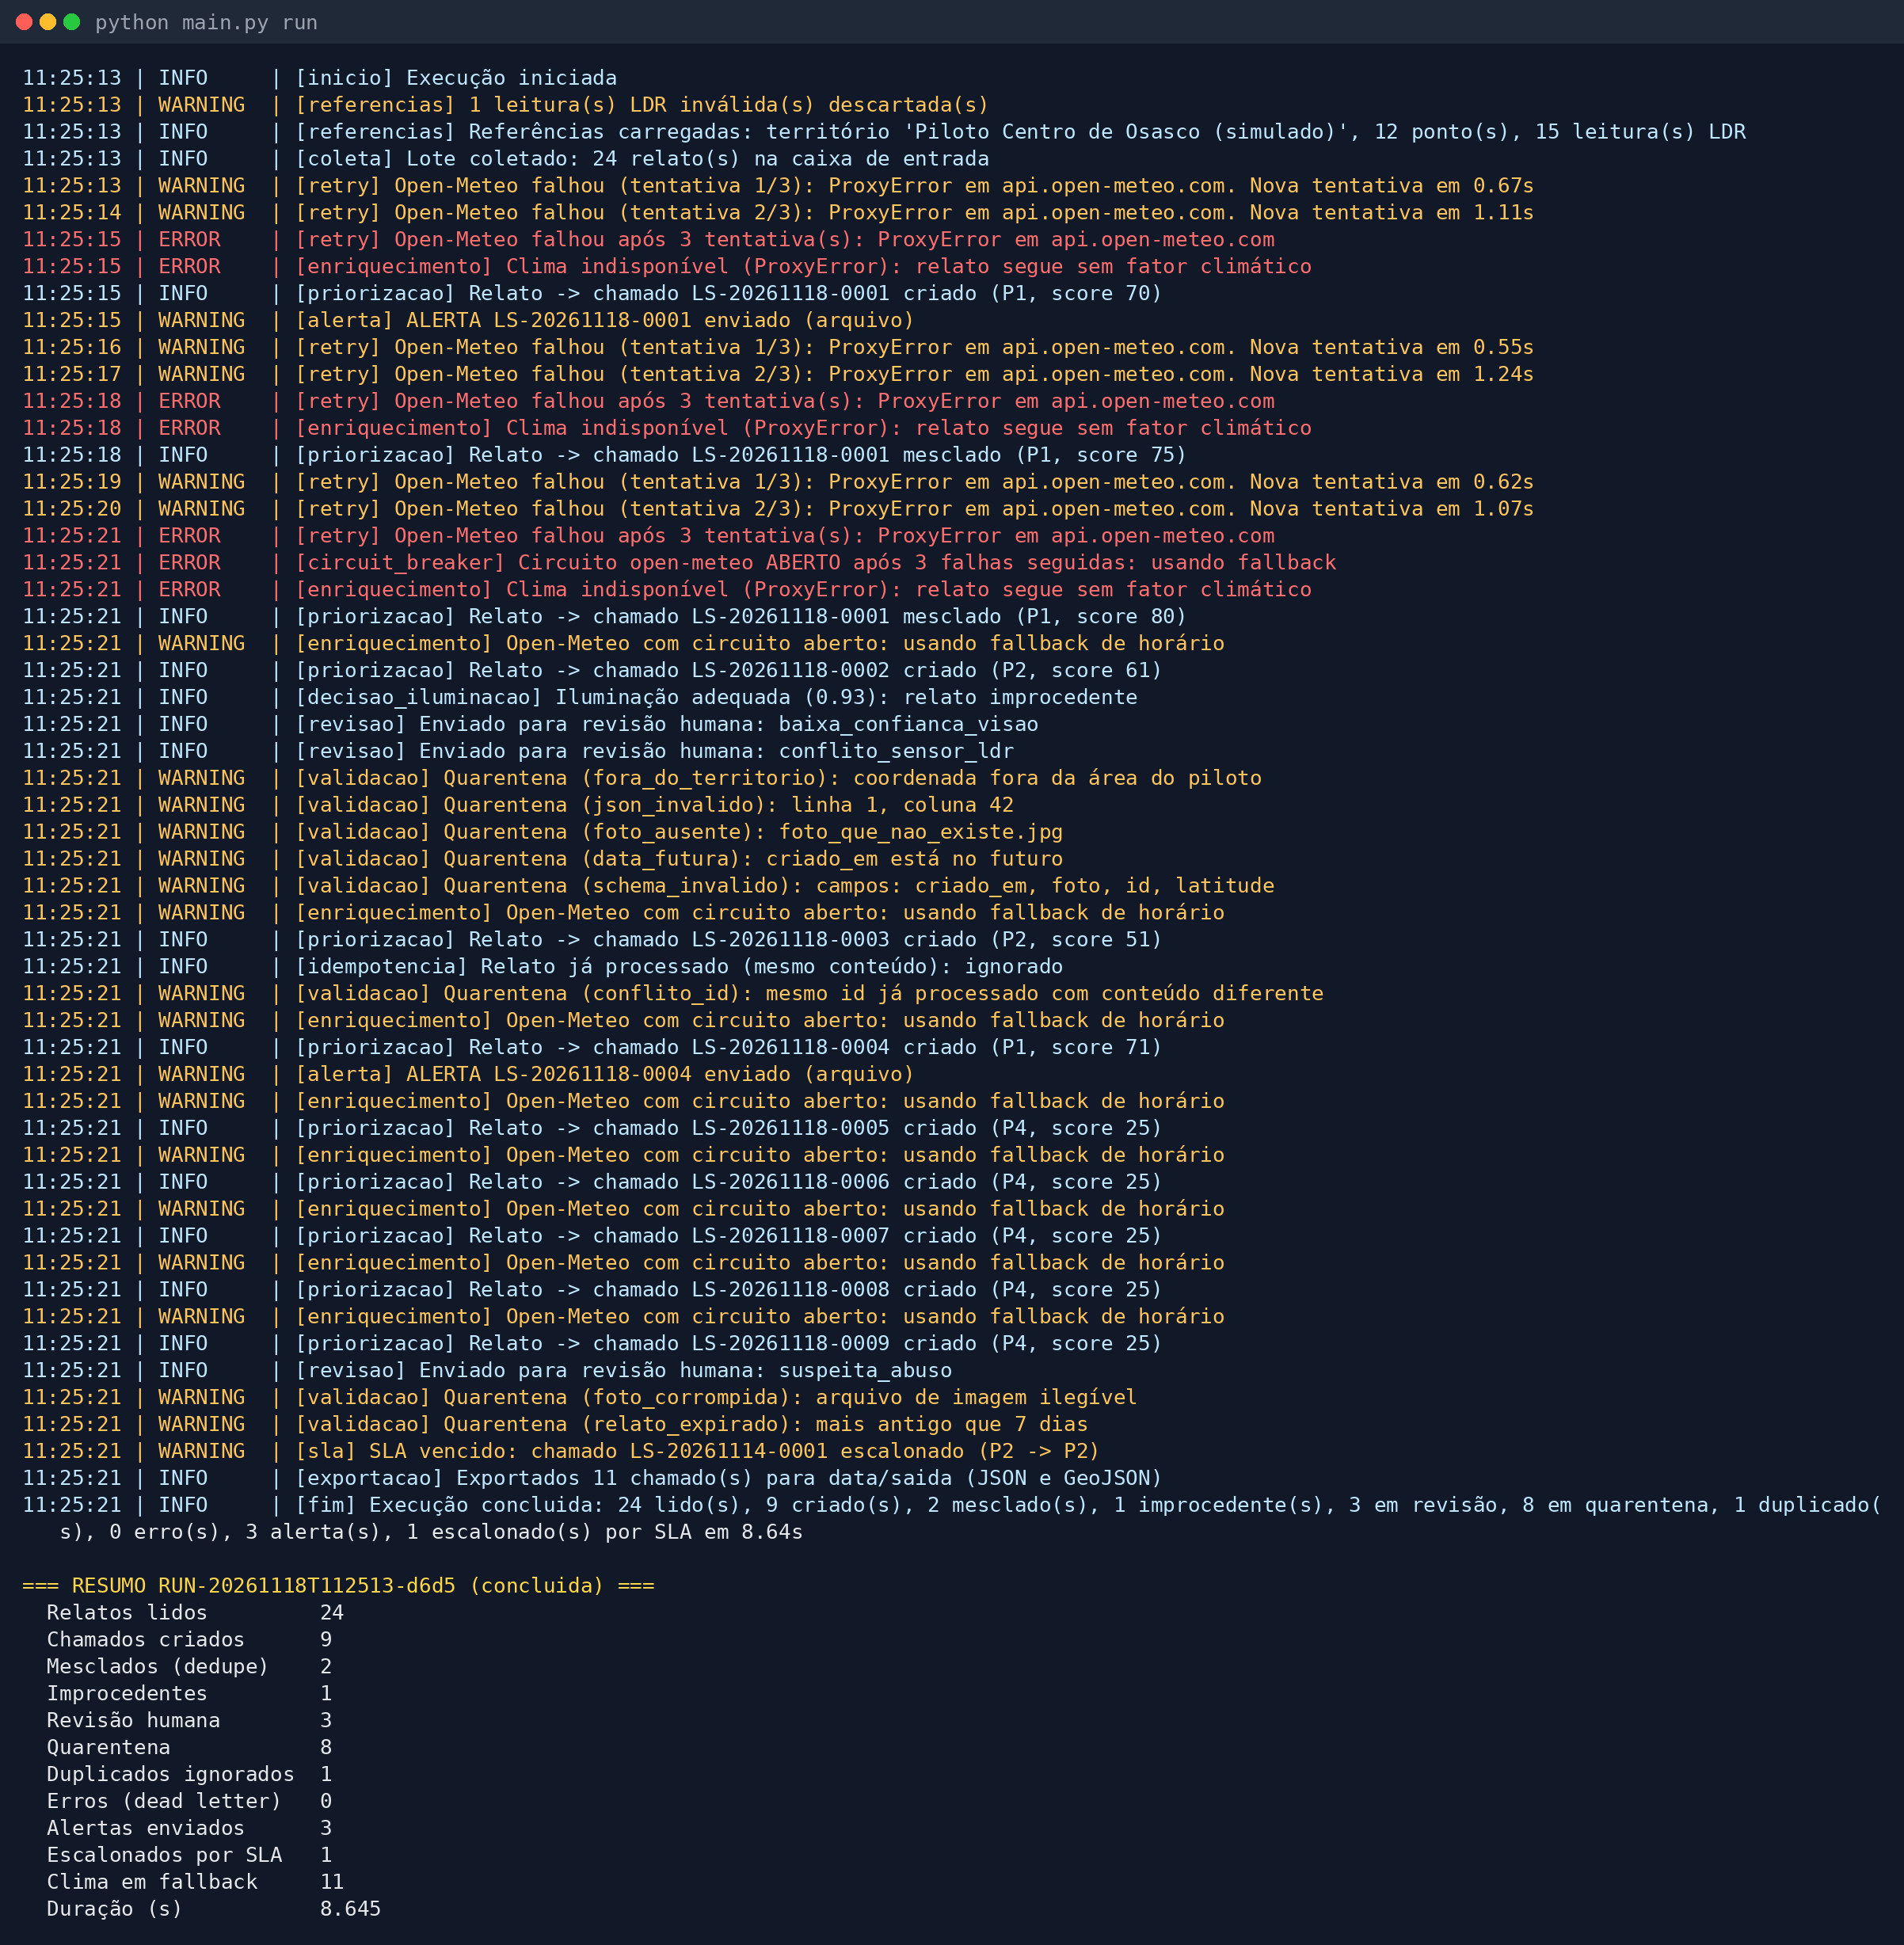 python main.py run
11:25:13 | INFO     | [inicio] Execução iniciada
11:25:13 | WARNING  | [referencias] 1 leitura(s) LDR inválida(s) descartada(s)
11:25:13 | INFO     | [referencias] Referências carregadas: território 'Piloto Centro de Osasco (simulado)', 12 ponto(s), 15 leitura(s) LDR
11:25:13 | INFO     | [coleta] Lote coletado: 24 relato(s) na caixa de entrada
11:25:13 | WARNING  | [retry] Open-Meteo falhou (tentativa 1/3): ProxyError em api.open-meteo.com. Nova tentativa em 0.67s
11:25:14 | WARNING  | [retry] Open-Meteo falhou (tentativa 2/3): ProxyError em api.open-meteo.com. Nova tentativa em 1.11s
11:25:15 | ERROR    | [retry] Open-Meteo falhou após 3 tentativa(s): ProxyError em api.open-meteo.com
11:25:15 | ERROR    | [enriquecimento] Clima indisponível (ProxyError): relato segue sem fator climático
11:25:15 | INFO     | [priorizacao] Relato -> chamado LS-20261118-0001 criado (P1, score 70)
11:25:15 | WARNING  | [alerta] ALERTA LS-20261118-0001 enviado (arquivo)
11:25:16 | WARNING  | [retry] Open-Meteo falhou (tentativa 1/3): ProxyError em api.open-meteo.com. Nova tentativa em 0.55s
11:25:17 | WARNING  | [retry] Open-Meteo falhou (tentativa 2/3): ProxyError em api.open-meteo.com. Nova tentativa em 1.24s
11:25:18 | ERROR    | [retry] Open-Meteo falhou após 3 tentativa(s): ProxyError em api.open-meteo.com
11:25:18 | ERROR    | [enriquecimento] Clima indisponível (ProxyError): relato segue sem fator climático
11:25:18 | INFO     | [priorizacao] Relato -> chamado LS-20261118-0001 mesclado (P1, score 75)
11:25:19 | WARNING  | [retry] Open-Meteo falhou (tentativa 1/3): ProxyError em api.open-meteo.com. Nova tentativa em 0.62s
11:25:20 | WARNING  | [retry] Open-Meteo falhou (tentativa 2/3): ProxyError em api.open-meteo.com. Nova tentativa em 1.07s
11:25:21 | ERROR    | [retry] Open-Meteo falhou após 3 tentativa(s): ProxyError em api.open-meteo.com
11:25:21 | ERROR    | [circuit_breaker] Circuito open-meteo ABERTO após 3 falhas seguidas: usando fallback
11:25:21 | ERROR    | [enriquecimento] Clima indisponível (ProxyError): relato segue sem fator climático
11:25:21 | INFO     | [priorizacao] Relato -> chamado LS-20261118-0001 mesclado (P1, score 80)
11:25:21 | WARNING  | [enriquecimento] Open-Meteo com circuito aberto: usando fallback de horário
11:25:21 | INFO     | [priorizacao] Relato -> chamado LS-20261118-0002 criado (P2, score 61)
11:25:21 | INFO     | [decisao_iluminacao] Iluminação adequada (0.93): relato improcedente
11:25:21 | INFO     | [revisao] Enviado para revisão humana: baixa_confianca_visao
11:25:21 | INFO     | [revisao] Enviado para revisão humana: conflito_sensor_ldr
11:25:21 | WARNING  | [validacao] Quarentena (fora_do_territorio): coordenada fora da área do piloto
11:25:21 | WARNING  | [validacao] Quarentena (json_invalido): linha 1, coluna 42
11:25:21 | WARNING  | [validacao] Quarentena (foto_ausente): foto_que_nao_existe.jpg
11:25:21 | WARNING  | [validacao] Quarentena (data_futura): criado_em está no futuro
11:25:21 | WARNING  | [validacao] Quarentena (schema_invalido): campos: criado_em, foto, id, latitude
11:25:21 | WARNING  | [enriquecimento] Open-Meteo com circuito aberto: usando fallback de horário
11:25:21 | INFO     | [priorizacao] Relato -> chamado LS-20261118-0003 criado (P2, score 51)
11:25:21 | INFO     | [idempotencia] Relato já processado (mesmo conteúdo): ignorado
11:25:21 | WARNING  | [validacao] Quarentena (conflito_id): mesmo id já processado com conteúdo diferente
11:25:21 | WARNING  | [enriquecimento] Open-Meteo com circuito aberto: usando fallback de horário
11:25:21 | INFO     | [priorizacao] Relato -> chamado LS-20261118-0004 criado (P1, score 71)
11:25:21 | WARNING  | [alerta] ALERTA LS-20261118-0004 enviado (arquivo)
11:25:21 | WARNING  | [enriquecimento] Open-Meteo com circuito aberto: usando fallback de horário
11:25:21 | INFO     | [priorizacao] Relato -> chamado LS-20261118-0005 criado (P4, score 25)
11:25:21 | WARNING  | [enriquecimento] Open-Meteo com circuito aberto: usando fallback de horário
11:25:21 | INFO     | [priorizacao] Relato -> chamado LS-20261118-0006 criado (P4, score 25)
11:25:21 | WARNING  | [enriquecimento] Open-Meteo com circuito aberto: usando fallback de horário
11:25:21 | INFO     | [priorizacao] Relato -> chamado LS-20261118-0007 criado (P4, score 25)
11:25:21 | WARNING  | [enriquecimento] Open-Meteo com circuito aberto: usando fallback de horário
11:25:21 | INFO     | [priorizacao] Relato -> chamado LS-20261118-0008 criado (P4, score 25)
11:25:21 | WARNING  | [enriquecimento] Open-Meteo com circuito aberto: usando fallback de horário
11:25:21 | INFO     | [priorizacao] Relato -> chamado LS-20261118-0009 criado (P4, score 25)
11:25:21 | INFO     | [revisao] Enviado para revisão humana: suspeita_abuso
11:25:21 | WARNING  | [validacao] Quarentena (foto_corrompida): arquivo de imagem ilegível
11:25:21 | WARNING  | [validacao] Quarentena (relato_expirado): mais antigo que 7 dias
11:25:21 | WARNING  | [sla] SLA vencido: chamado LS-20261114-0001 escalonado (P2 -> P2)
11:25:21 | INFO     | [exportacao] Exportados 11 chamado(s) para data/saida (JSON e GeoJSON)
11:25:21 | INFO     | [fim] Execução concluida: 24 lido(s), 9 criado(s), 2 mesclado(s), 1 improcedente(s), 3 em revisão, 8 em quarentena, 1 duplicado(
s), 0 erro(s), 3 alerta(s), 1 escalonado(s) por SLA em 8.64s
=== RESUMO RUN-20261118T112513-d6d5 (concluida) ===
Relatos lidos         24
Chamados criados      9
Mesclados (dedupe)    2
Improcedentes         1
Revisão humana        3
Quarentena            8
Duplicados ignorados  1
Erros (dead letter)   0
Alertas enviados      3
Escalonados por SLA   1
Clima em fallback     11
Duração (s)           8.645